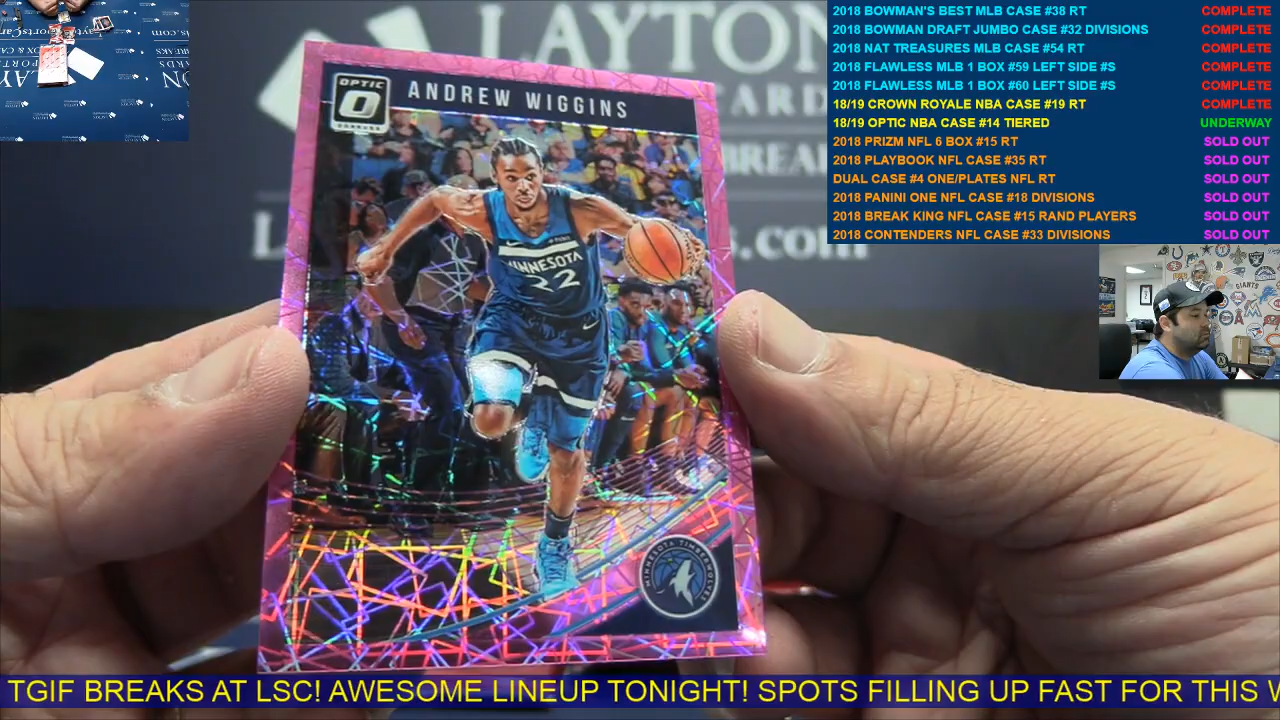 2018 BOWMAN'S BEST MLB CASE #38 RT COMPLETE
2018 BOWMAN DRAFT JUMBO CASE #32 DIVISIONS COMPLETE
2018 NAT TREASURES MLB CASE #54 RT COMPLETE
2018 FLAWLESS MLB 1 BOX #59 LEFT SIDE #S COMPLETE
2018 FLAWLESS MLB 1 BOX #60 LEFT SIDE #S COMPLETE
18/19 CROWN ROYALE NBA CASE #19 RT COMPLETE
18/19 OPTIC NBA CASE #14 TIERED UNDERWAY
2018 PRIZM NFL 6 BOX #15 RT SOLD OUT
2018 PLAYBOOK NFL CASE #35 RT SOLD OUT
DUAL CASE #4 ONE/PLATES NFL RT SOLD OUT
2018 PANINI ONE NFL CASE #18 DIVISIONS SOLD OUT
2018 BREAK KING NFL CASE #15 RAND PLAYERS SOLD OUT
2018 CONTENDERS NFL CASE #33 DIVISIONS SOLD OUT
LAYTON
OPTIC
DONRUSS
ANDREW WIGGINS
MINNESOTA
22
MINNESOTA TIMBERWOLVES
GIANTS
TGIF BREAKS AT LSC! AWESOME LINEUP TONIGHT! SPOTS FILLING UP FAST FOR THIS